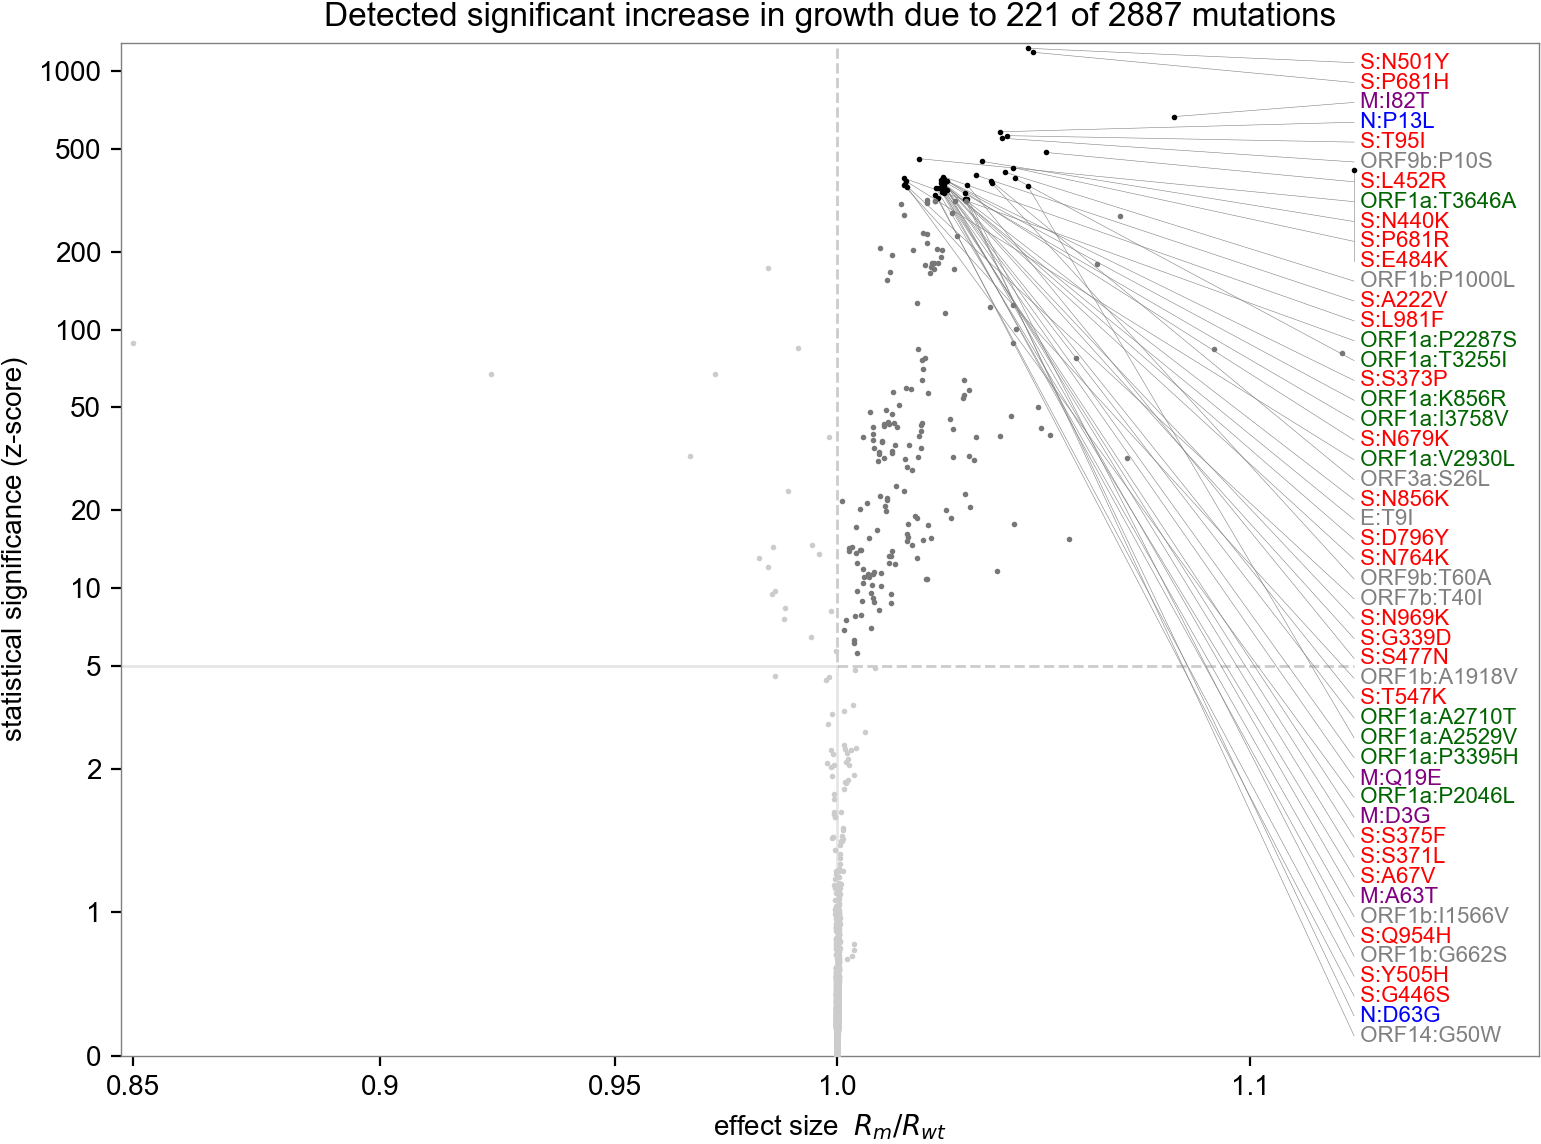 Detected significant increase in growth due to 221 of 2887 mutations
statistical significance (z-score)
1000
500
200
100
50
20
10
5
2
1
0
S:N501Y
S:P681H
M:I82T
N:P13L
S:T95I
ORF9b:P10S
S:L452R
ORF1a:T3646A
S:N440K
S:P681R
S:E484K
ORF1b:P1000L
S:A222V
S:L981F
ORF1a:P2287S
ORF1a:T3255I
S:S373P
ORF1a:K856R
ORF1a:I3758V
S:N679K
ORF1a:V2930L
ORF3a:S26L
S:N856K
E:T9I
S:D796Y
S:N764K
ORF9b:T60A
ORF7b:T40I
S:N969K
S:G339D
S:S477N
ORF1b:A1918V
S:T547K
ORF1a:A2710T
ORF1a:A2529V
ORF1a:P3395H
M:Q19E
ORF1a:P2046L
M:D3G
S:S375F
S:S371L
S:A67V
M:A63T
ORF1b:I1566V
S:Q954H
ORF1b:G662S
S:Y505H
S:G446S
N:D63G
ORF14:G50W
0.85 0.9 0.95 1.0 1.1
effect size R_m/R_wt